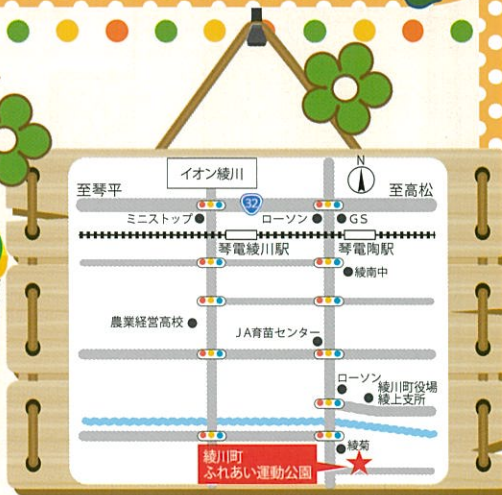 イオン綾川
N
至琴平
32
至高松
ミニストップ
ローソン
GS
琴電綾川駅
琴電陶駅
綾南中
農業経営高校
JA育苗センター
ローソン
綾川町役場
綾上支所
綾菊
綾川町
ふれあい運動公園